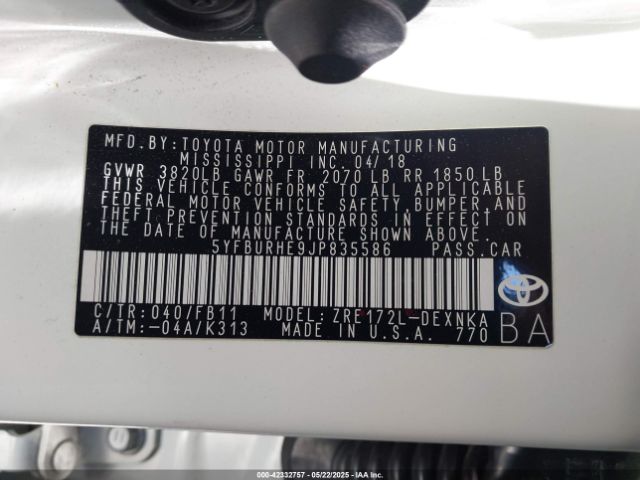 MFD. BY: TOYOTA MOTOR MANUFACTURING
MISSISSIPPI INC. 04/18
GVWR 3820LB GAWR FR 2070 LB RR 1850 LB
THIS VEHICLE CONFORMS TO ALL APPLICABLE
FEDERAL MOTOR VEHICLE SAFETY, BUMPER, AND
THEFT PREVENTION STANDARDS IN EFFECT ON
THE DATE OF MANUFACTURE SHOWN ABOVE.
5YFBURHE9JP835586 PASS. CAR
C/TR: 040/FB11 MODEL: ZRE172L-DEXNKA
A/TM: -04A/K313 MADE IN U.S.A. 770
BA
000-42332757 - 05/22/2025 - IAA Inc.